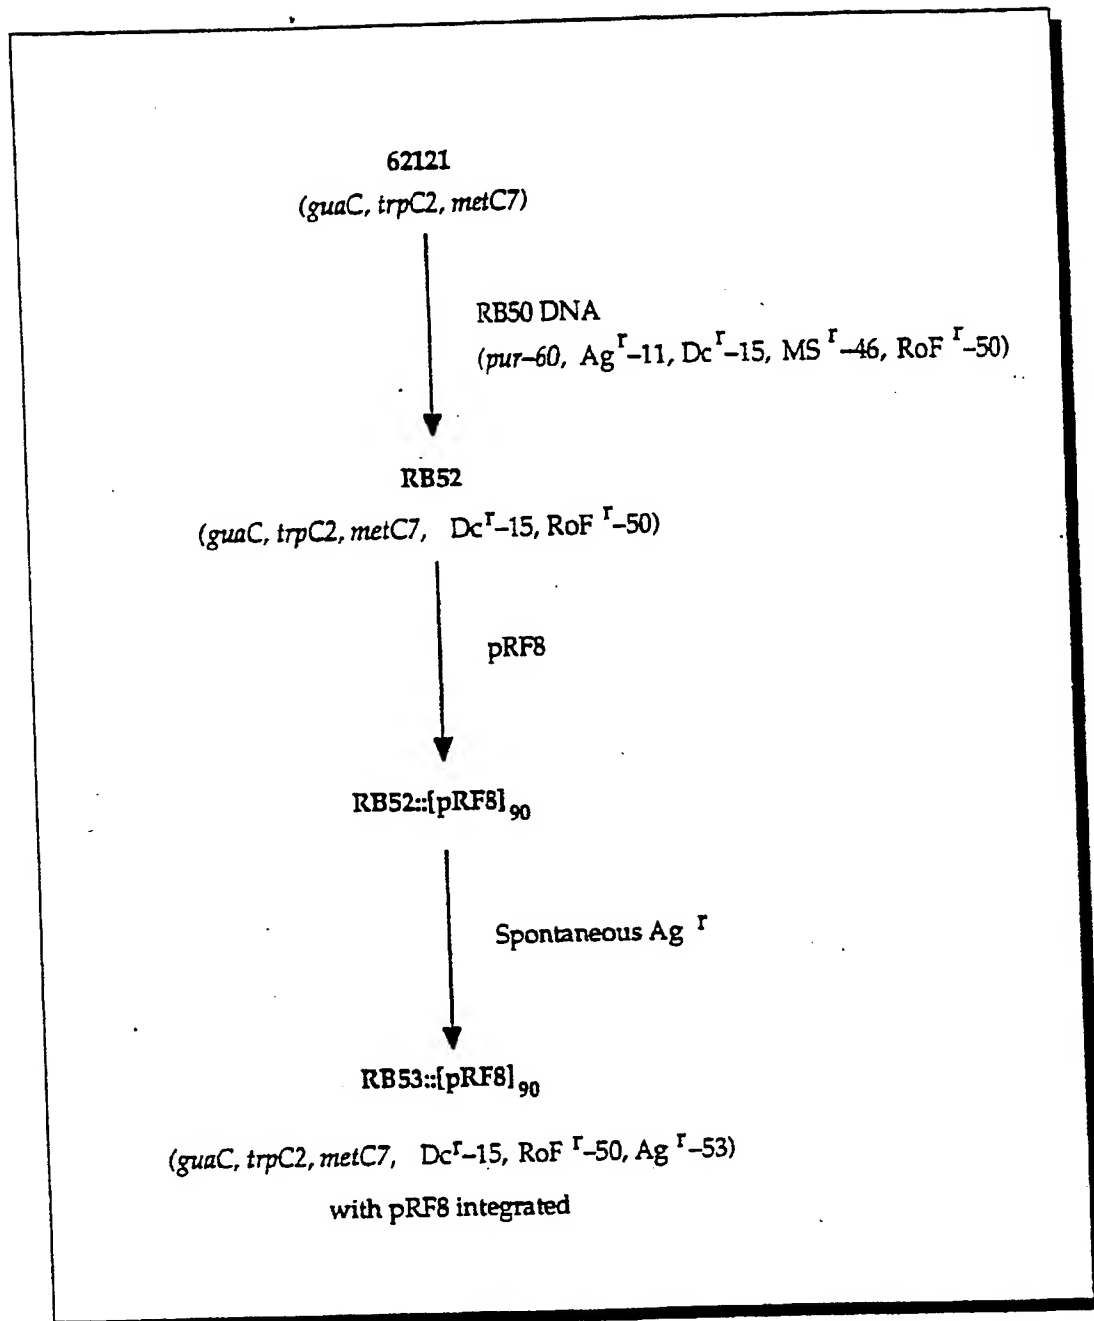 62121
(guaC, trpC2, metC7)
RB50 DNA
(pur–60, Ag r–11, Dc r–15, MS r–46, RoF r–50)
RB52
(guaC, trpC2, metC7, Dcr–15, RoF r–50)
pRF8
RB52::[pRF8]90
Spontaneous Ag r
RB53::[pRF8]90
(guaC, trpC2, metC7, Dcr–15, RoF r–50, Ag r–53)
with pRF8 integrated